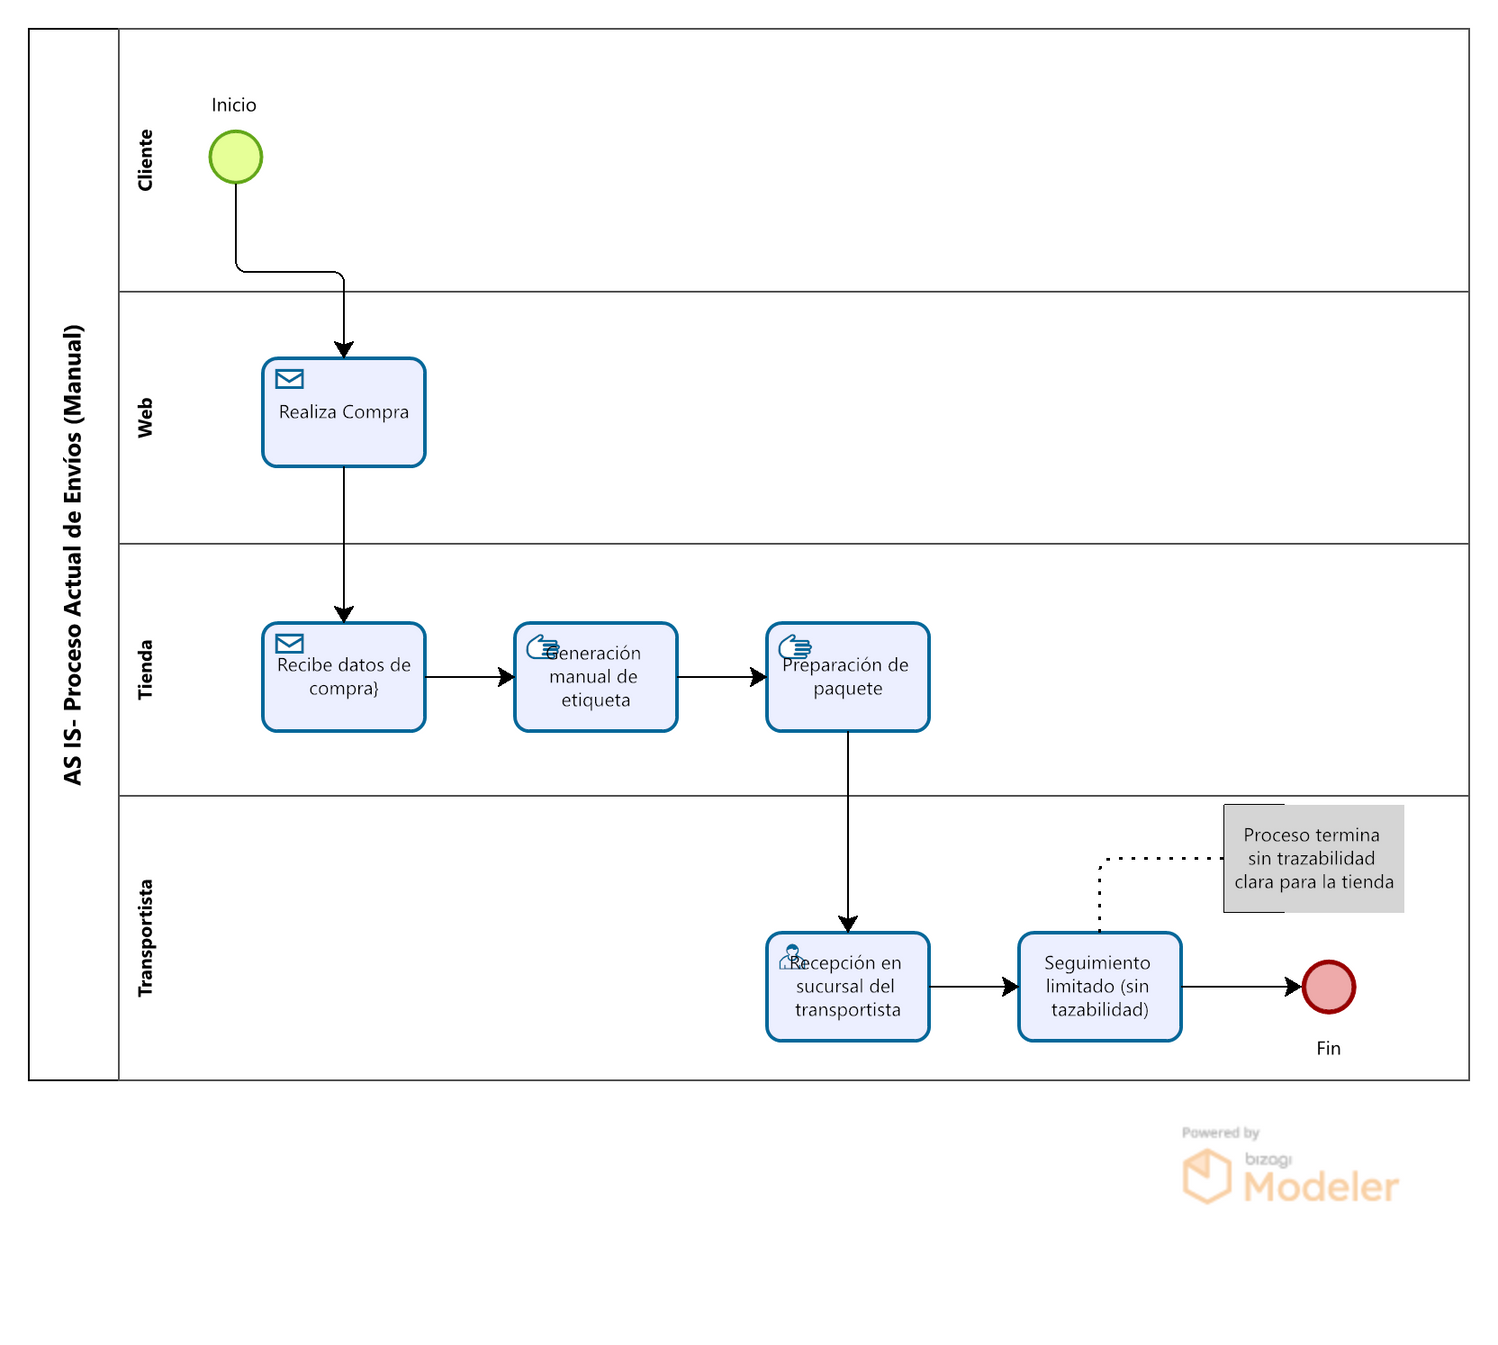 AS IS- Proceso Actual de Envíos (Manual)
Cliente
Inicio
Web
Realiza Compra
Tienda
Recibe datos de
compra}
Generación
manual de
etiqueta
Preparación de
paquete
Transportista
Proceso termina
sin trazabilidad
clara para la tienda
Recepción en
sucursal del
transportista
Seguimiento
limitado (sin
tazabilidad)
Fin
Powered by
bizagi
Modeler